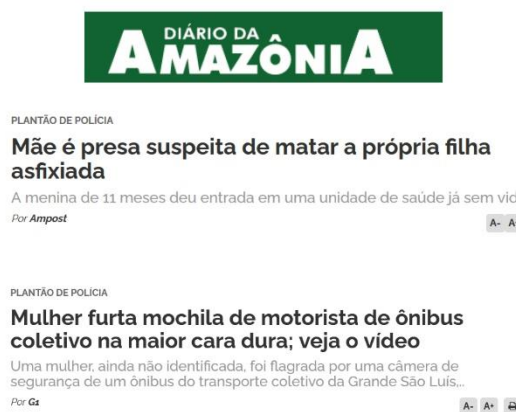 DIÁRIO DA
AMAZÔNIA
PLANTÃO DE POLÍCIA
Mãe é presa suspeita de matar a própria filha
asfixiada
A menina de 11 meses deu entrada em uma unidade de saúde já sem vid
Por Ampost
A- A
PLANTÃO DE POLÍCIA
Mulher furta mochila de motorista de ônibus
coletivo na maior cara dura; veja o vídeo
Uma mulher, ainda não identificada, foi flagrada por uma câmera de
segurança de um ônibus do transporte coletivo da Grande São Luís,...
Por G1
A- A+